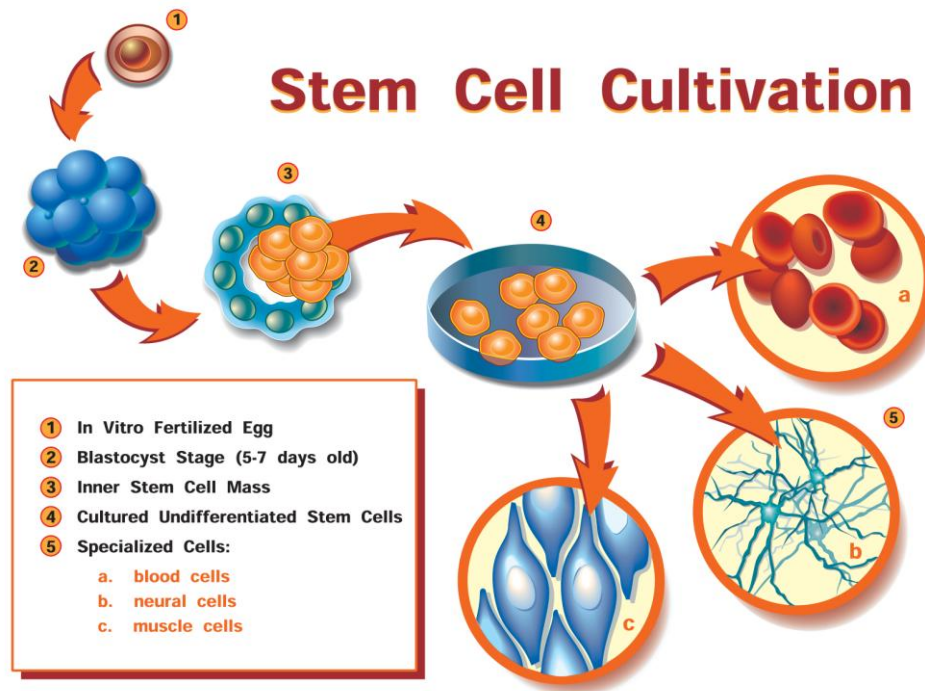 Stem Cell Cultivation
1
2
3
4
a
5
b
c
1 In Vitro Fertilized Egg
2 Blastocyst Stage (5-7 days old)
3 Inner Stem Cell Mass
4 Cultured Undifferentiated Stem Cells
5 Specialized Cells:
a. blood cells
b. neural cells
c. muscle cells